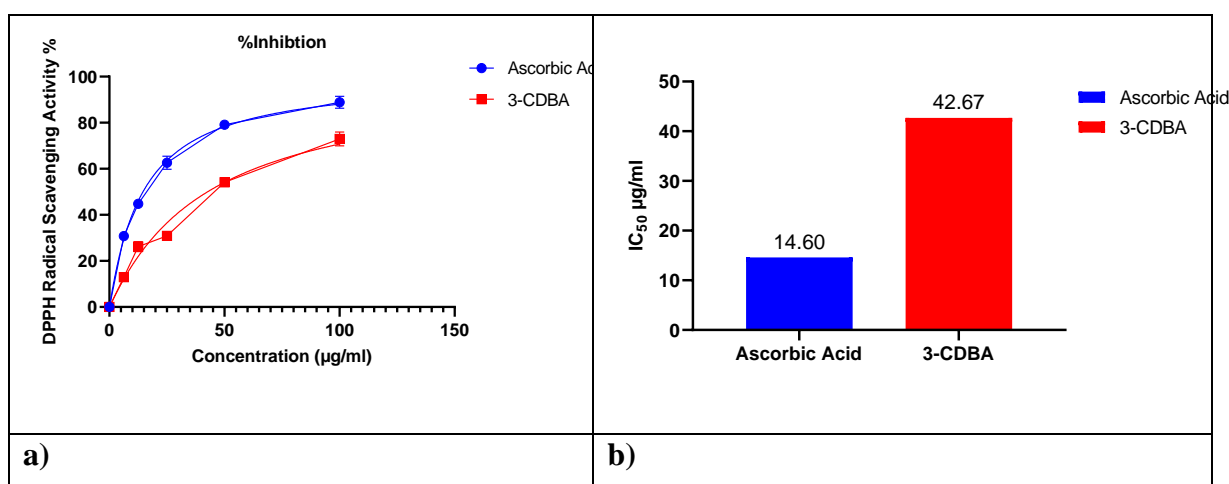 %Inhibtion
DPPH Radical Scavenging Activity %
100
80
60
40
20
0
0
50
100
150
Concentration (µg/ml)
Ascorbic Ac
3-CDBA
a)
IC50 µg/ml
50
40
30
20
10
0
14.60
42.67
Ascorbic Acid
3-CDBA
Ascorbic Acid
3-CDBA
b)